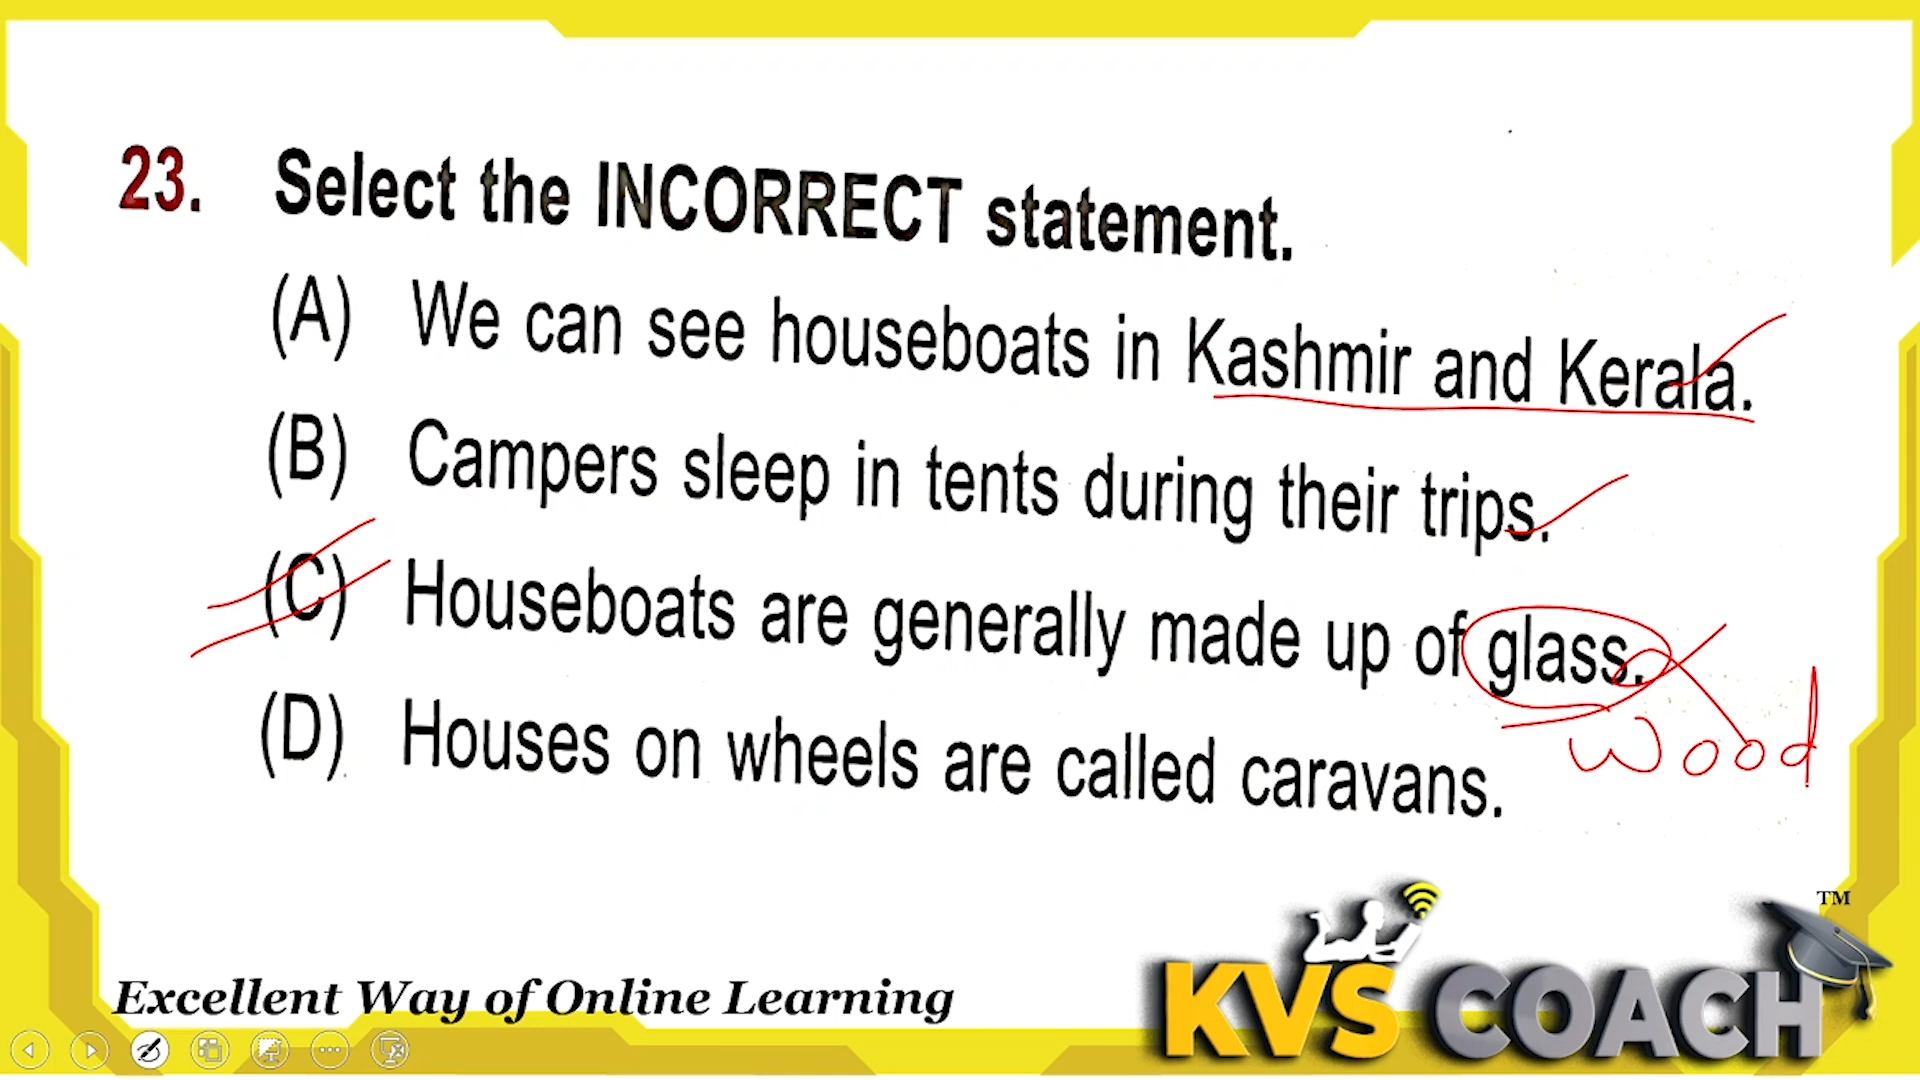 23. Select the INCORRECT statement.
(A) We can see houseboats in Kashmir and Kerala.
(B) Campers sleep in tents during their trips.
(C) Houseboats are generally made up of glass.
wood
(D) Houses on wheels are called caravans.
TM
KVS COACH
Excellent Way of Online Learning